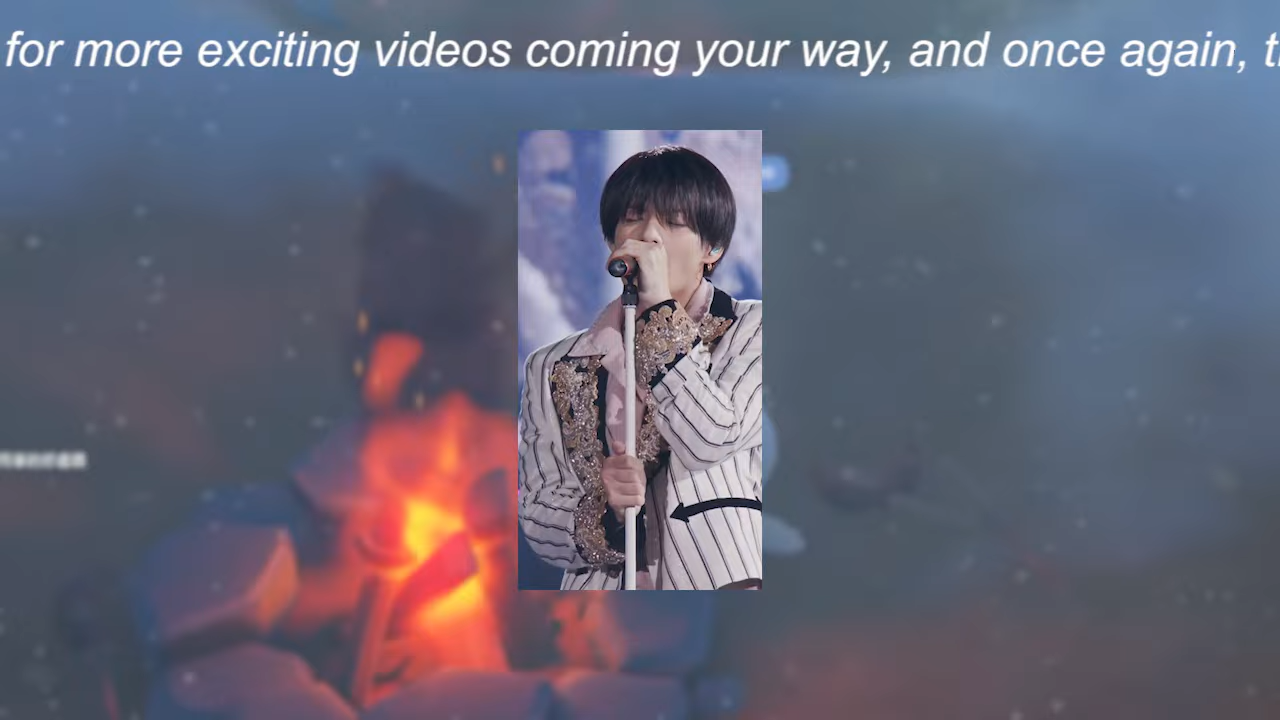 for more exciting videos coming your way, and once again,